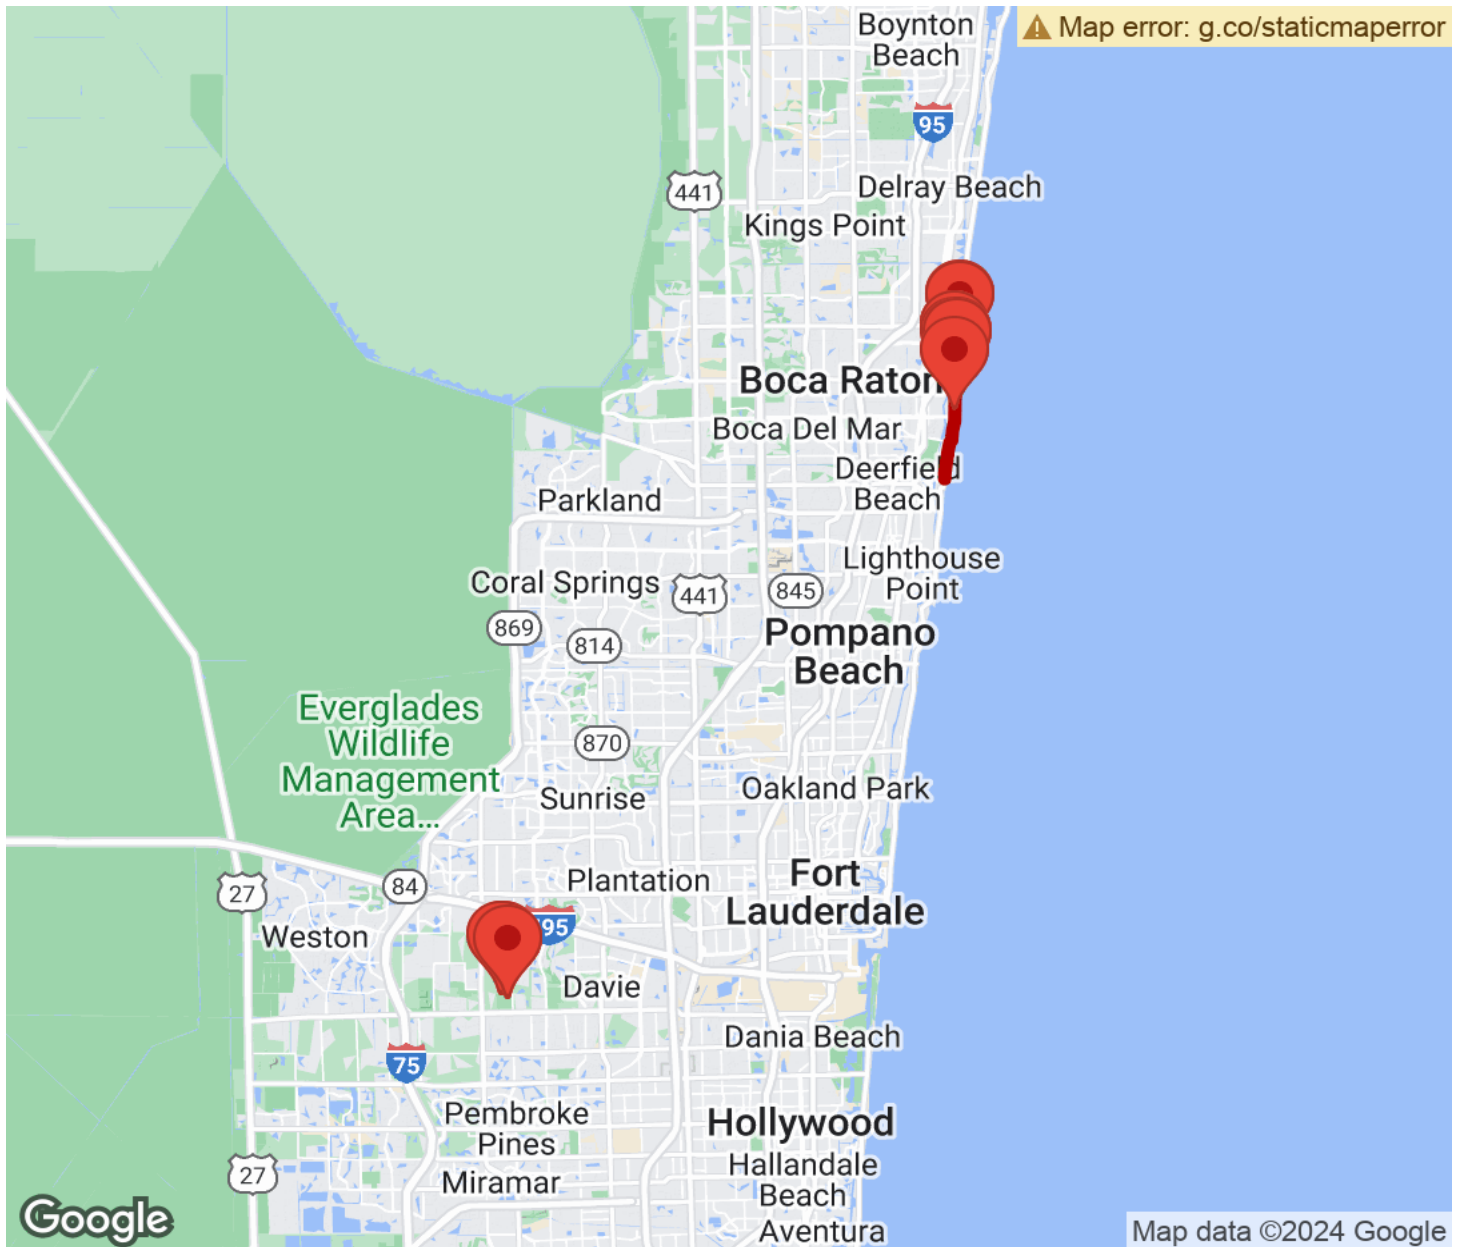 Boynton
Beach
Map error: g.co/staticmaperror
95
441
Delray Beach
Kings Point
Boca Raton
Boca Del Mar
Deerfield
Beach
Parkland
Lighthouse
Point
Coral Springs
441
845
869
814
Pompano
Beach
Everglades
Wildlife
Management
Area...
870
Oakland Park
Sunrise
Fort
Lauderdale
Plantation
84
27
95
Weston
Davie
Dania Beach
75
Pembroke
Pines
Hollywood
Hallandale
Beach
27
Miramar
Aventura
Google
Map data ©2024 Google